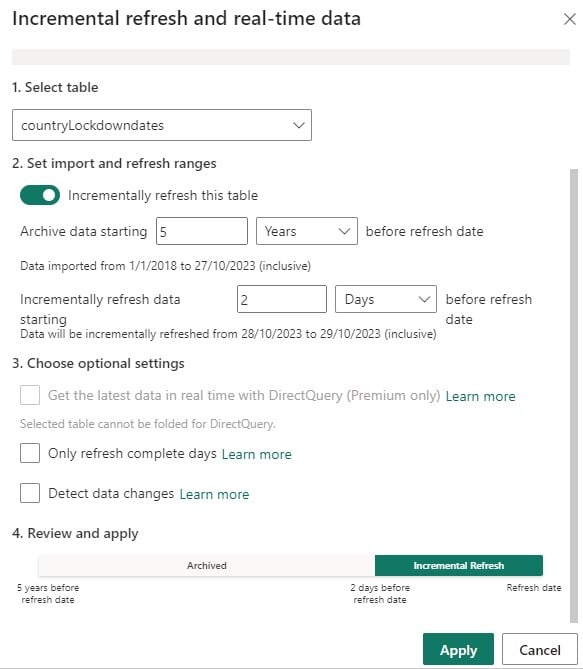 Incremental refresh and real-time data
1. Select table
countryLockdowndates
2. Set import and refresh ranges
Incrementally refresh this table
Archive data starting 5 Years before refresh date
Data imported from 1/1/2018 to 27/10/2023 (inclusive)
Incrementally refresh data 2 Days before refresh
starting date
Data will be incrementally refreshed from 28/10/2023 to 29/10/2023 (inclusive)
3. Choose optional settings
Get the latest data in real time with DirectQuery (Premium only) Learn more
Selected table cannot be folded for DirectQuery.
Only refresh complete days Learn more
Detect data changes Learn more
4. Review and apply
Archived Incremental Refresh
5 years before 2 days before Refresh date
refresh date refresh date
Apply Cancel